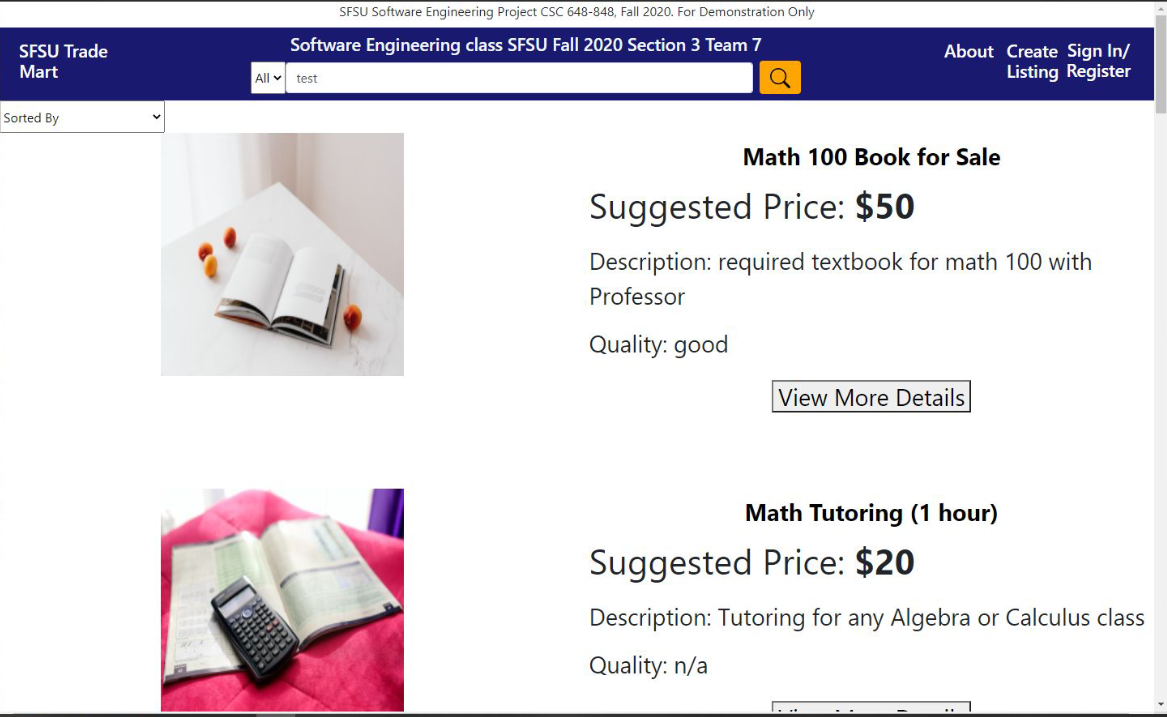 SFSU Software Engineering Project CSC 648-848, Fall 2020. For Demonstration Only
SFSU Trade
Mart
Software Engineering class SFSU Fall 2020 Section 3 Team 7
All
test
About
Create
Listing
Sign In/
Register
Sorted By
Math 100 Book for Sale
Suggested Price: $50
Description: required textbook for math 100 with
Professor
Quality: good
View More Details
Math Tutoring (1 hour)
Suggested Price: $20
Description: Tutoring for any Algebra or Calculus class
Quality: n/a